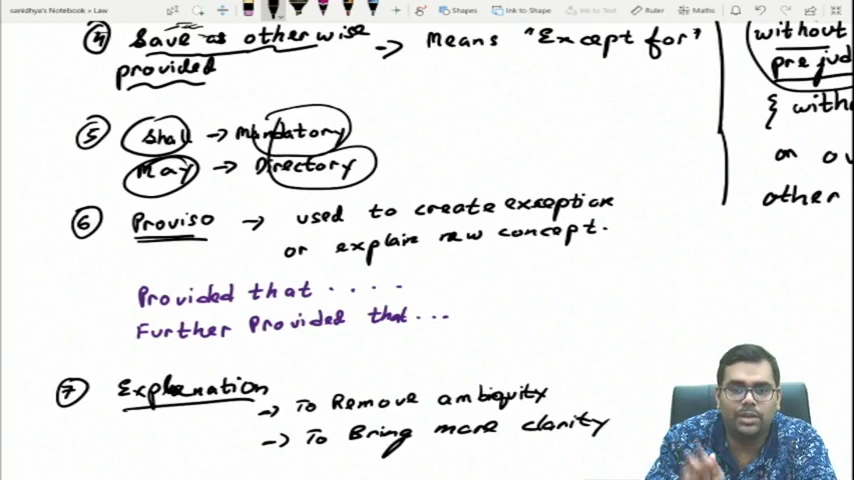 sanidhya's Notebook » Law
Shapes
Ink to Shape
Ink to Text
Ruler
Maths
④ Save as otherwise provided -> Means "Except for"
⑤ Shall -> Mandatory
May -> Directory
⑥ Proviso -> used to create exception
or explain new concept.
Provided that . . . .
Further Provided that ...
⑦ Explanation
-> To Remove ambiguity
-> To Bring more clarity
without
prejud
{ with
on ov
other